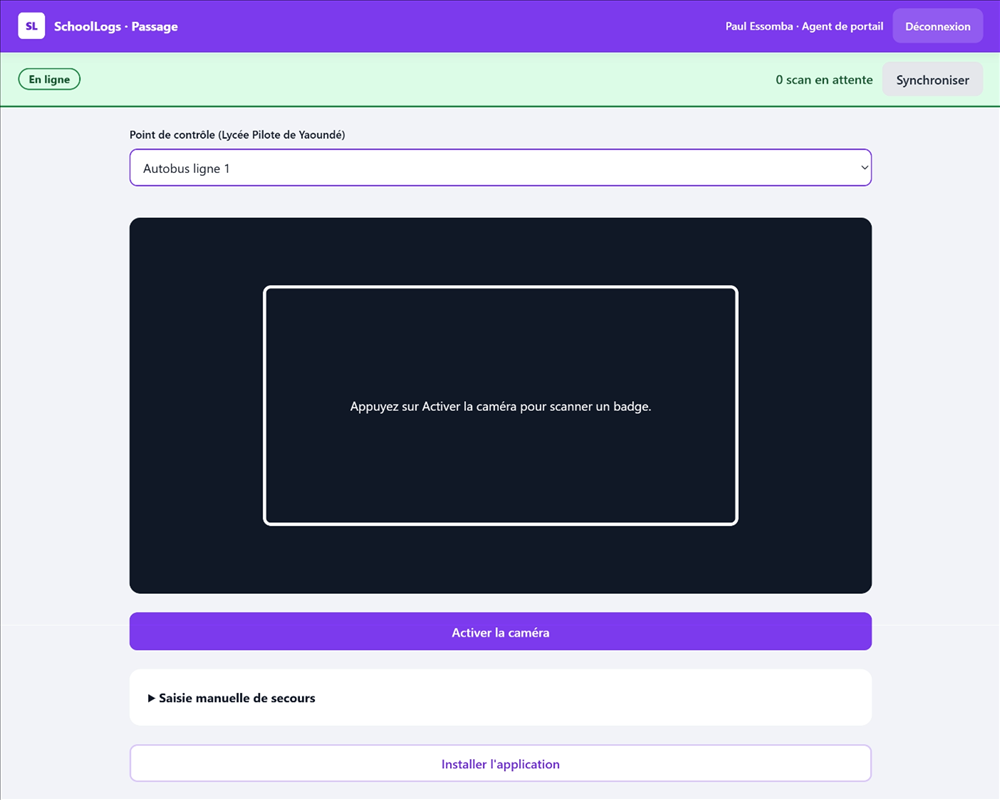 SL SchoolLogs · Passage Paul Essomba · Agent de portail Déconnexion
En ligne 0 scan en attente Synchroniser
Point de contrôle (Lycée Pilote de Yaoundé)
Autobus ligne 1
Appuyez sur Activer la caméra pour scanner un badge.
Activer la caméra
Saisie manuelle de secours
Installer l'application